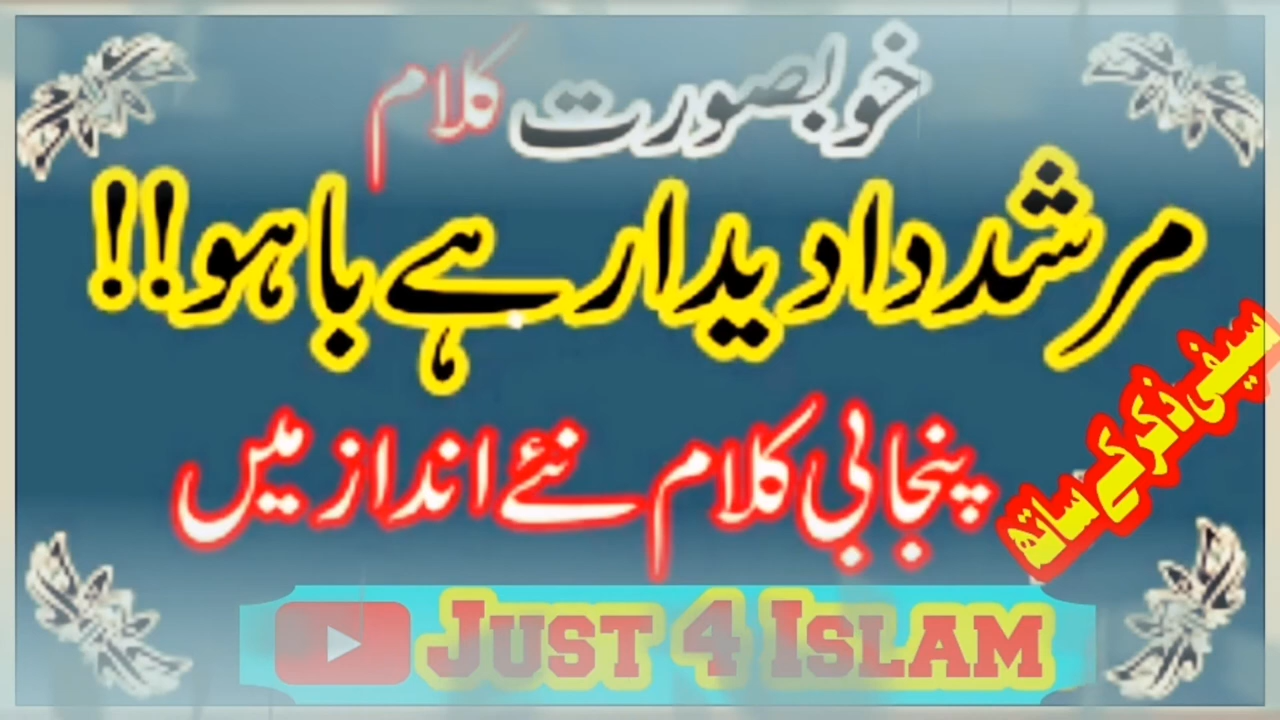 خوبصورت کلام
مرشد دا دیدار ہے باہو!!
سیفی ذکر کے ساتھ
پنجابی کلام نئے انداز میں
JUST 4 ISLAM